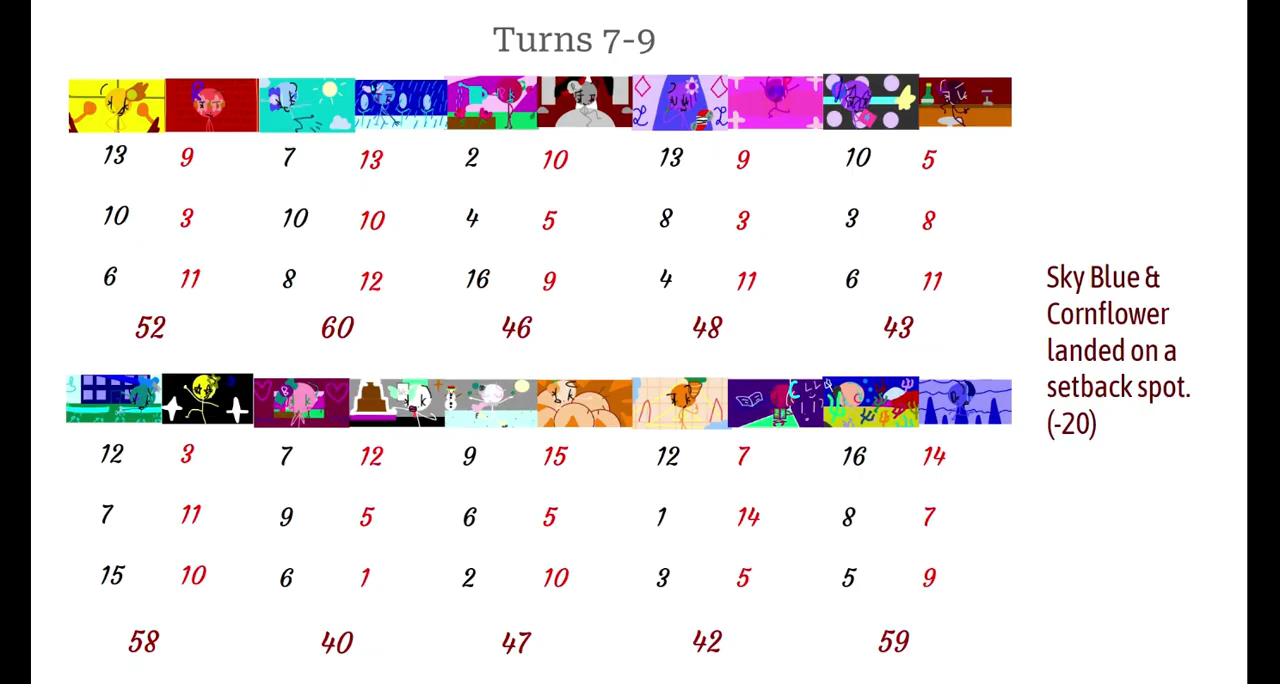 Turns 7-9
13 9 7 13 2 10 13 9 10 5
10 3 10 10 4 5 8 3 3 8
6 11 8 12 16 9 4 11 6 11
52 60 46 48 43
Sky Blue &
Cornflower
landed on a
setback spot.
(-20)
12 3 7 12 9 15 12 7 16 14
7 11 9 5 6 5 1 14 8 7
15 10 6 1 2 10 3 5 5 9
58 40 47 42 59